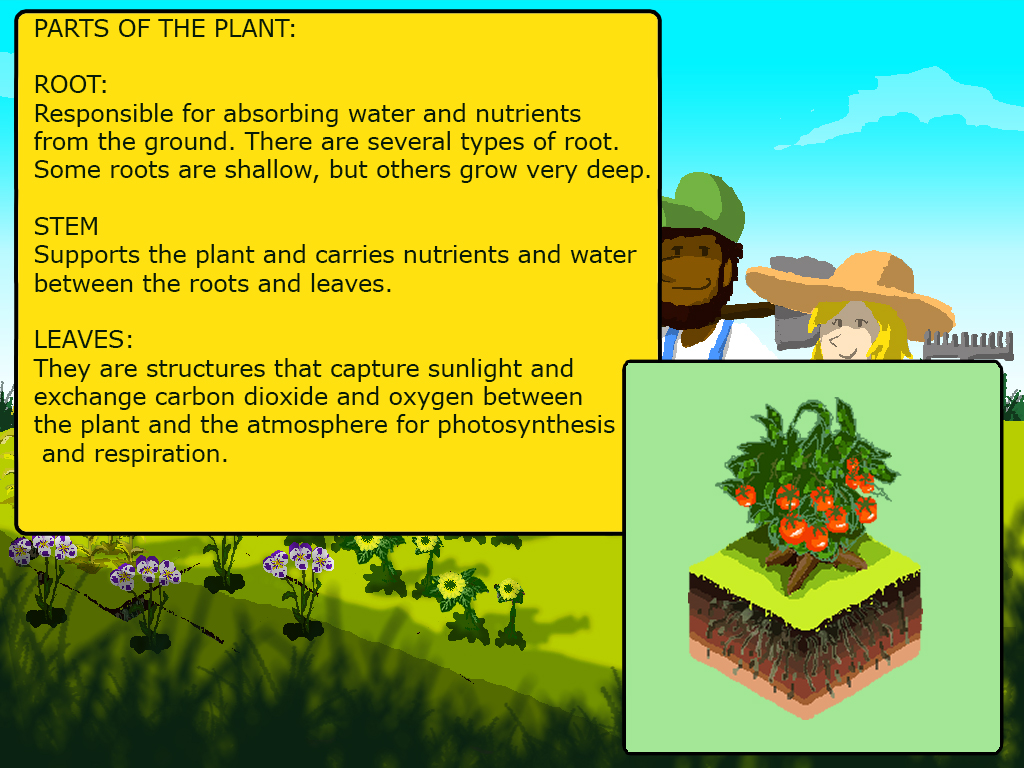 PARTS OF THE PLANT:
ROOT:
Responsible for absorbing water and nutrients
from the ground. There are several types of root.
Some roots are shallow, but others grow very deep.
STEM
Supports the plant and carries nutrients and water
between the roots and leaves.
LEAVES:
They are structures that capture sunlight and
exchange carbon dioxide and oxygen between
the plant and the atmosphere for photosynthesis
and respiration.